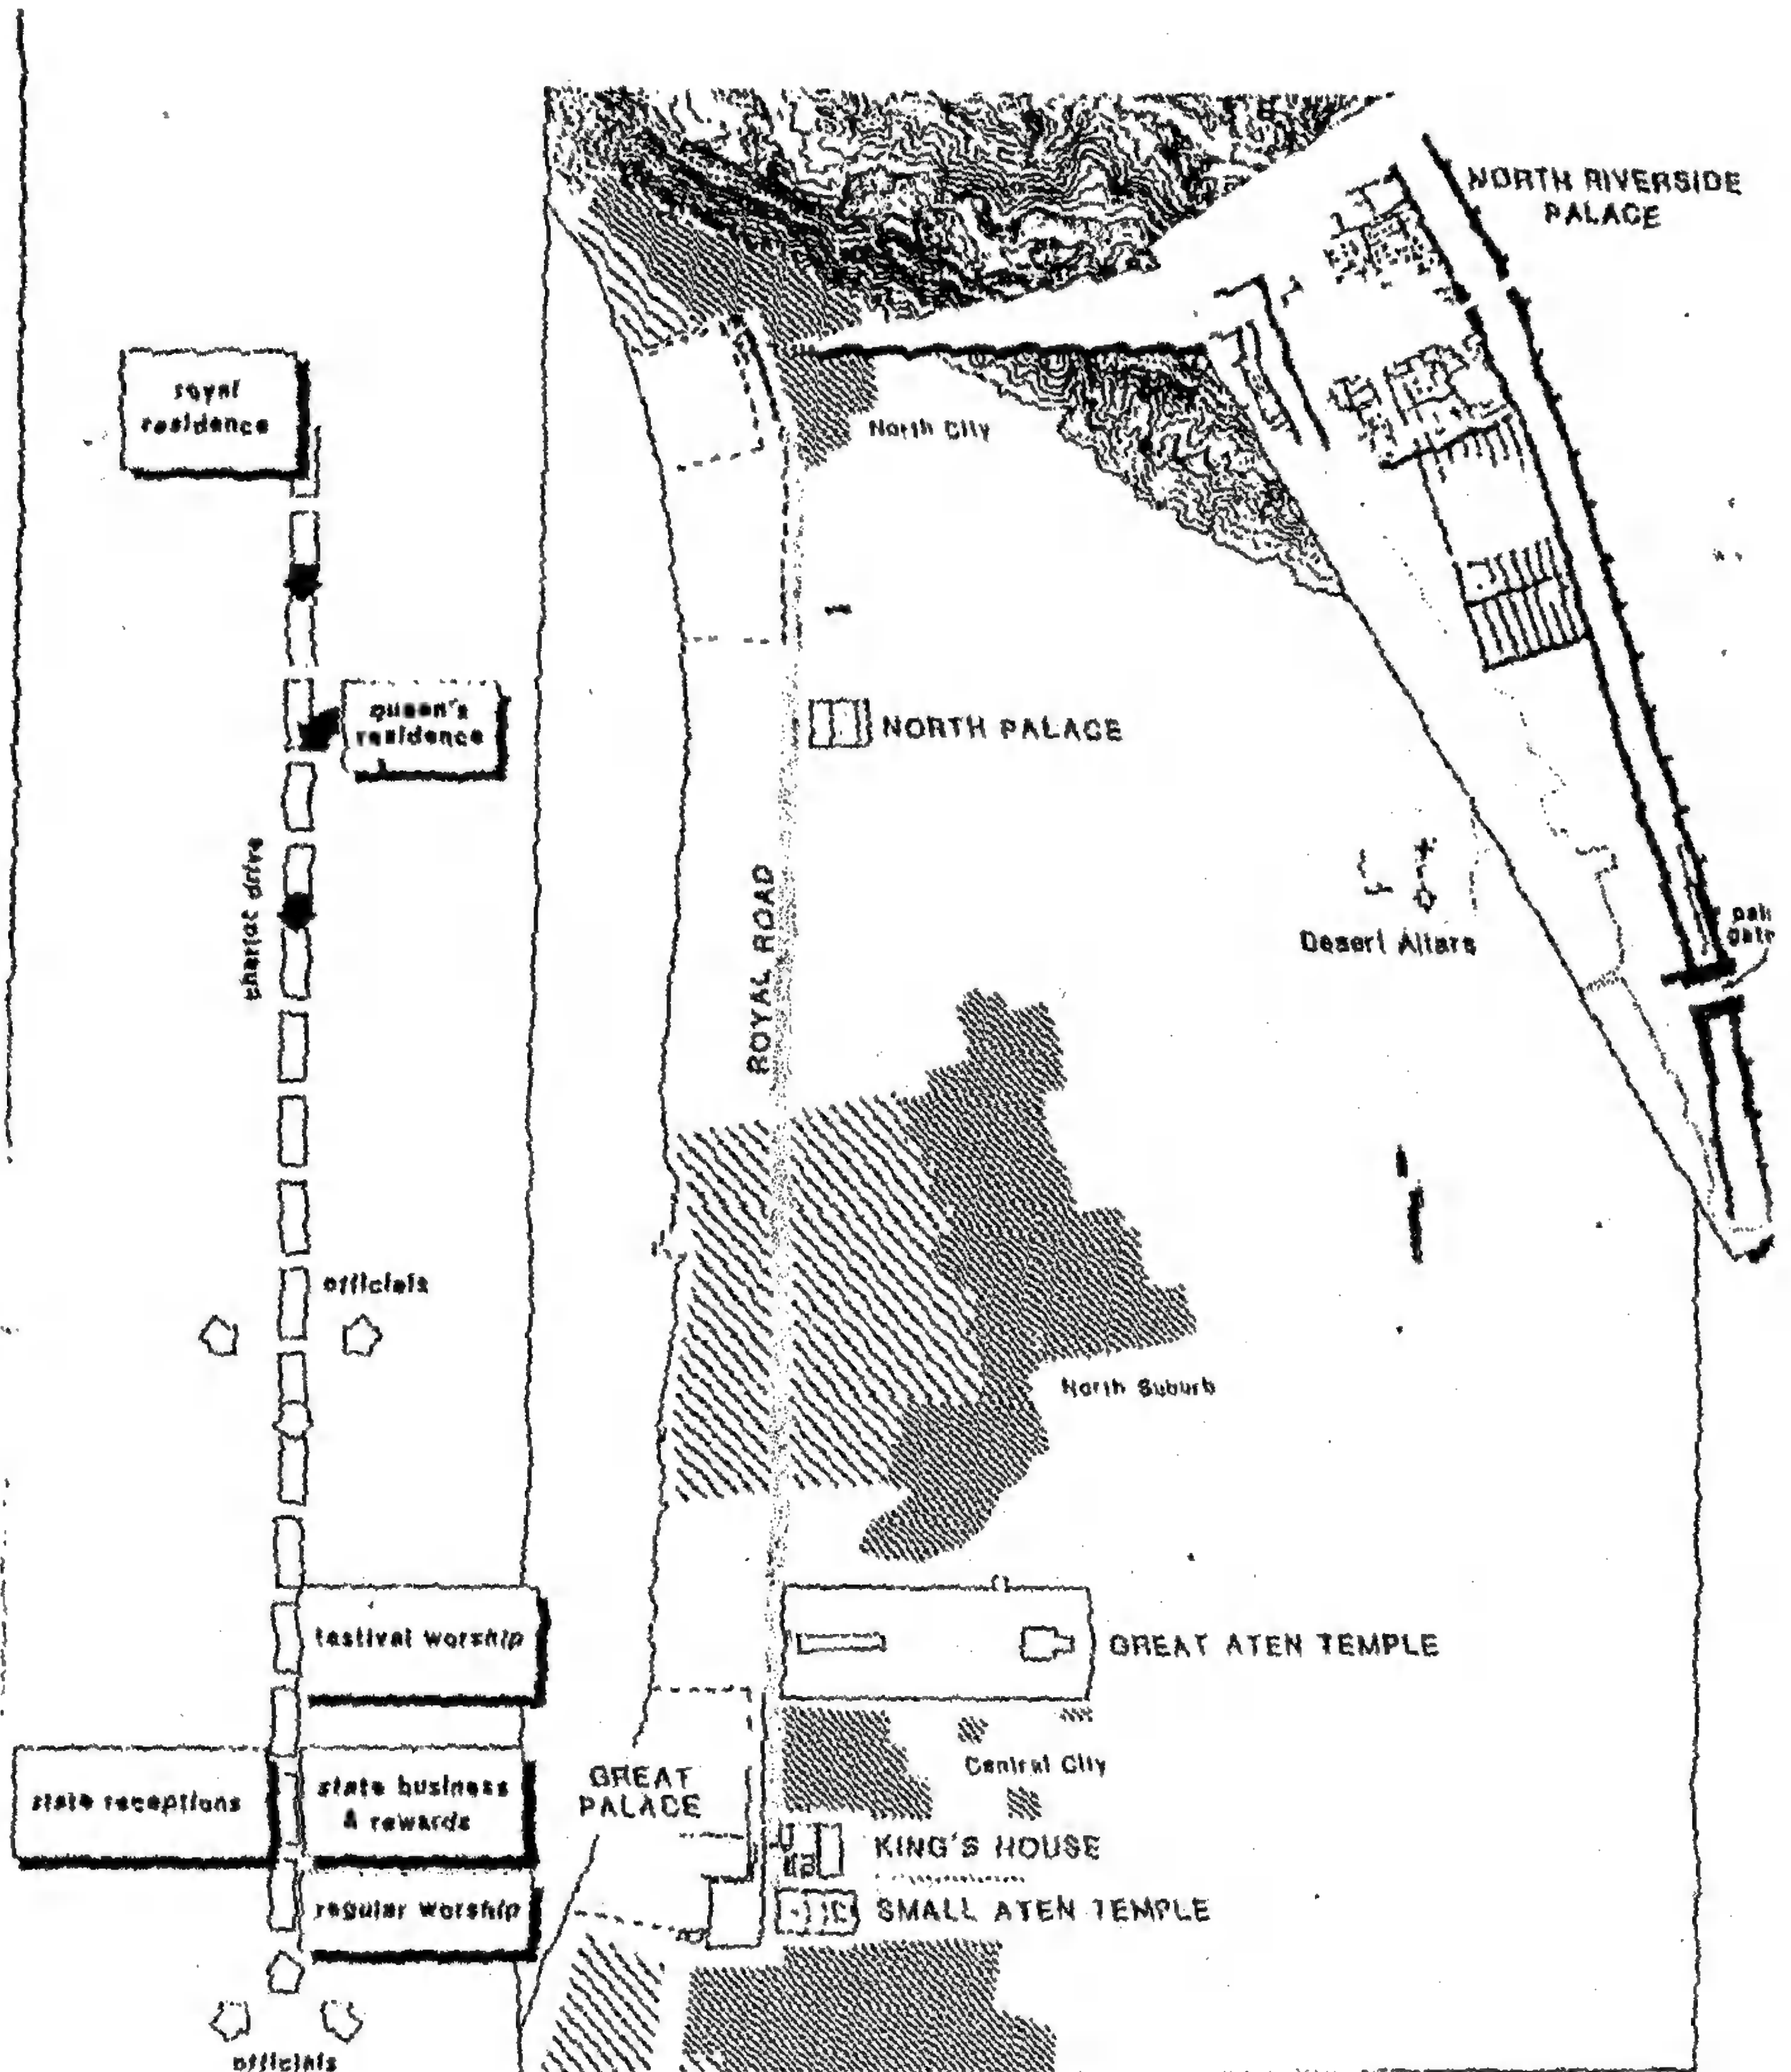 NORTH RIVERSIDE
PALACE
royal
residence
North City
queen's
residence
NORTH PALACE
chariot drive
ROYAL ROAD
Desert Altars
gate
officials
North Suburb
festival worship
GREAT ATEN TEMPLE
state receptions
state business
& rewards
GREAT
PALACE
Central City
KING'S HOUSE
regular worship
SMALL ATEN TEMPLE
officials